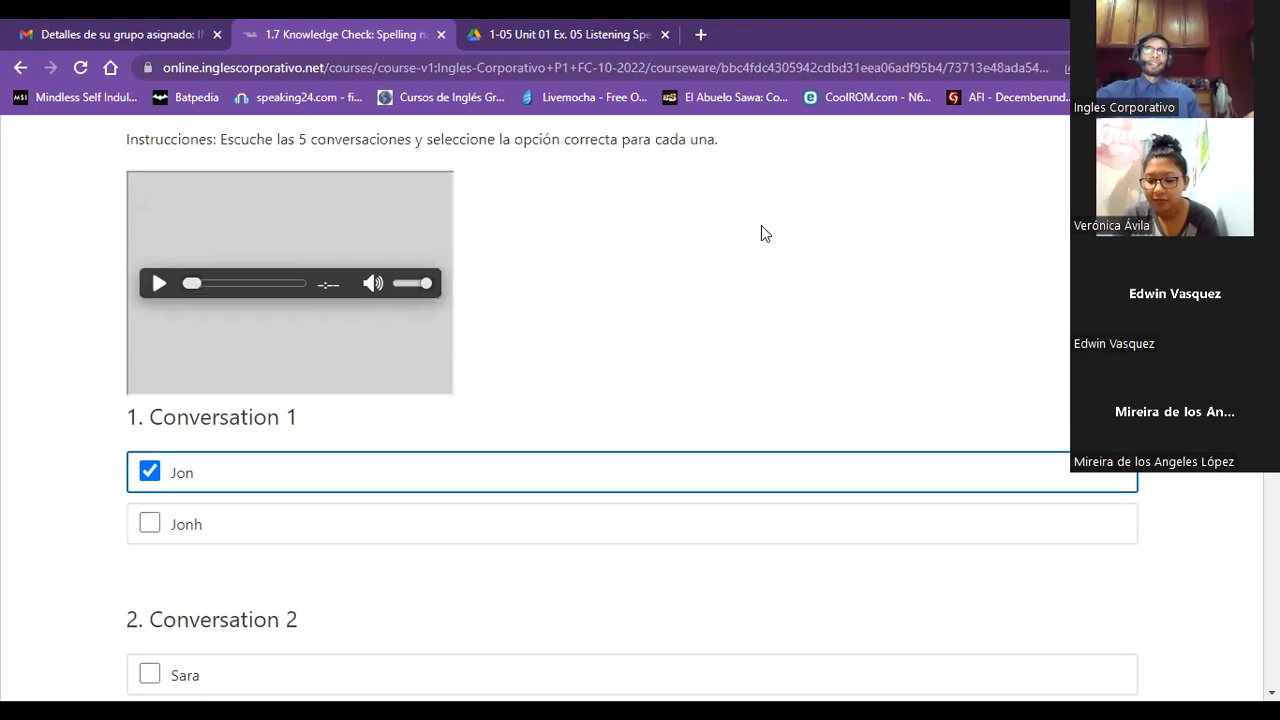 Detalles de su grupo asignado: I
1.7 Knowledge Check: Spelling n
1-05 Unit 01 Ex. 05 Listening Spe
online.inglescorporativo.net/courses/course-v1:Ingles-Corporativo+P1+FC-10-2022/courseware/bbc4fdc4305942cdbd31eea06adf95b4/73713e48ada54...
Mindless Self Indul...
Batpedia
speaking24.com - fi...
Cursos de Inglés Gr...
Livemocha - Free O...
El Abuelo Sawa: Co...
CoolROM.com - N6...
AFI - Decemberund...
Ingles Corporativo
Verónica Ávila
Edwin Vasquez
Edwin Vasquez
Mireira de los An...
Mireira de los Angeles López
Instrucciones: Escuche las 5 conversaciones y seleccione la opción correcta para cada una.
-:--
1. Conversation 1
Jon
Jonh
2. Conversation 2
Sara